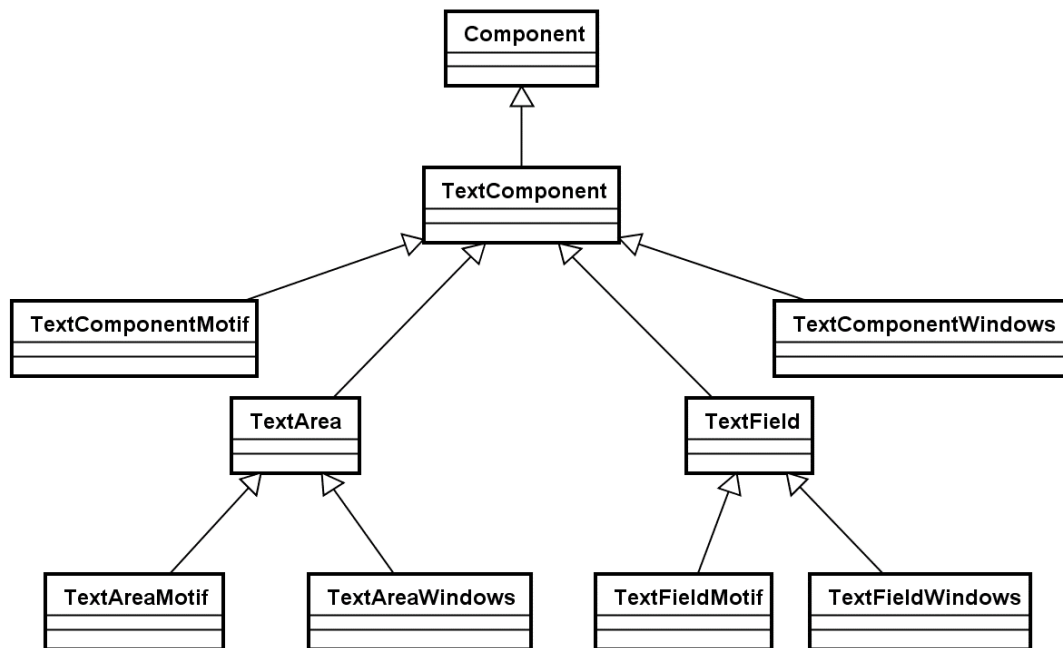 Component
TextComponent
TextComponentMotif
TextComponentWindows
TextArea
TextField
TextAreaMotif
TextAreaWindows
TextFieldMotif
TextFieldWindows